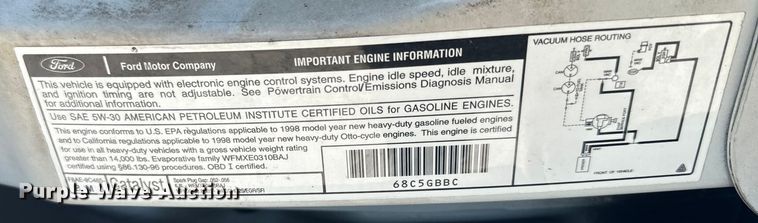 Ford
Ford Motor Company
IMPORTANT ENGINE INFORMATION
This vehicle is equipped with electronic engine control systems. Engine idle speed, idle mixture,
and ignition timing are not adjustable. See Powertrain Control/Emissions Diagnosis Manual
for additional information.
Use SAE 5W-30 AMERICAN PETROLEUM INSTITUTE CERTIFIED OILS for GASOLINE ENGINES.
This engine conforms to U.S. EPA regulations applicable to 1998 model year new heavy-duty gasoline fueled engines
and to California regulations applicable to 1998 model year new heavy-duty Otto-cycle engines. This engine is certified
for use in all heavy-duty vehicles with a gross vehicle weight rating
greater than 14,000 lbs. Evaporative family WFMXE0310BAJ
certified using §86.130-96 procedures. OBD I certified.
Catalyst
Spark Plug Gap: .052-.056
68C5GBBC
VACUUM HOSE ROUTING
FRONT OF VEHICLE
Purple Wave Auction